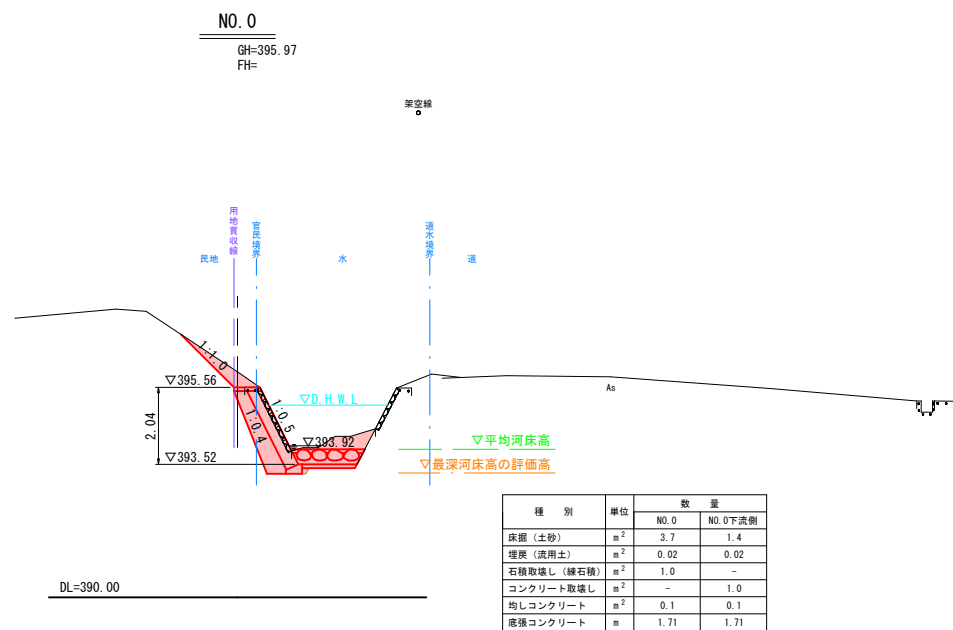 NO.0
GH=395.97
FH=
架空線
用地買収線
官民境界
道水境界
民地
水
道
1:1.0
▽395.56
▽D.H.W.L
As
1:0.5
1:0.4
2.04
▽393.92
▽平均河床高
▽393.52
▽最深河床高の評価高
種 別 単位 数 量
NO.0 NO.0下流側
床掘（土砂） m² 3.7 1.4
埋戻（流用土） m² 0.02 0.02
石積取壊し（練石積） m² 1.0 -
コンクリート取壊し m² - 1.0
均しコンクリート m² 0.1 0.1
底張コンクリート m 1.71 1.71
DL=390.00